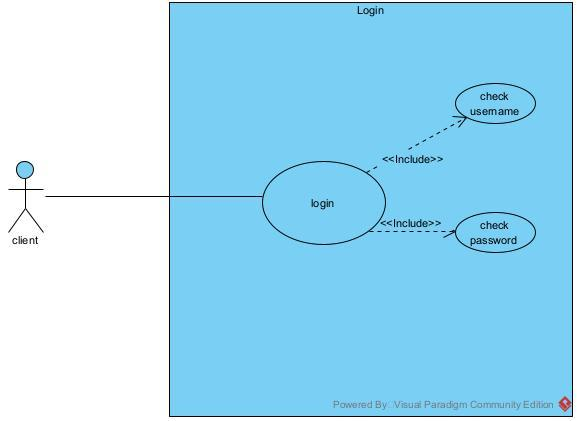 Login
check
username
<<Include>>
login
<<Include>>
check
password
client
Powered By: Visual Paradigm Community Edition